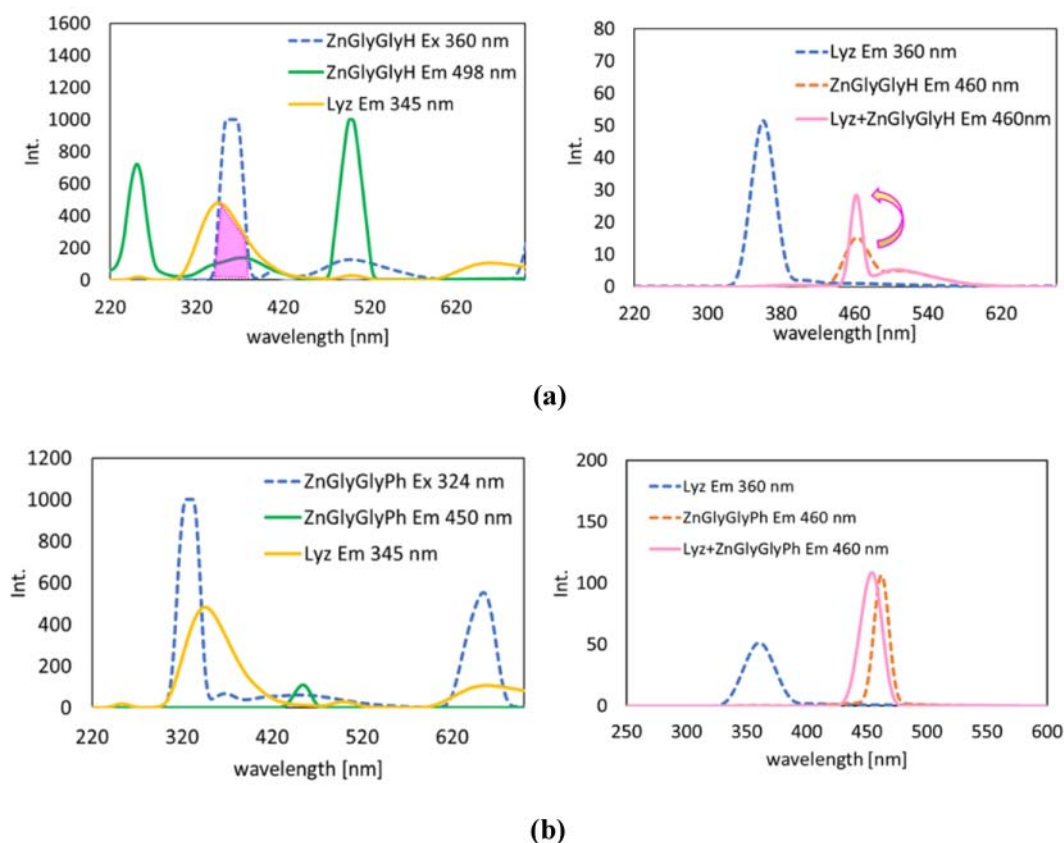 1600
1400
1200
1000
800
600
400
200
0
Int.
220 320 420 520 620
wavelength [nm]
ZnGlyGlyH Ex 360 nm
ZnGlyGlyH Em 498 nm
Lyz Em 345 nm
80
70
60
50
40
30
20
10
0
Int.
220 300 380 460 540 620
wavelength [nm]
Lyz Em 360 nm
ZnGlyGlyH Em 460 nm
Lyz+ZnGlyGlyH Em 460nm
(a)
1200
1000
800
600
400
200
0
Int.
220 320 420 520 620
wavelength [nm]
ZnGlyGlyPh Ex 324 nm
ZnGlyGlyPh Em 450 nm
Lyz Em 345 nm
200
150
100
50
0
Int.
250 300 350 400 450 500 550 600
wavelength [nm]
Lyz Em 360 nm
ZnGlyGlyPh Em 460 nm
Lyz+ZnGlyGlyPh Em 460 nm
(b)